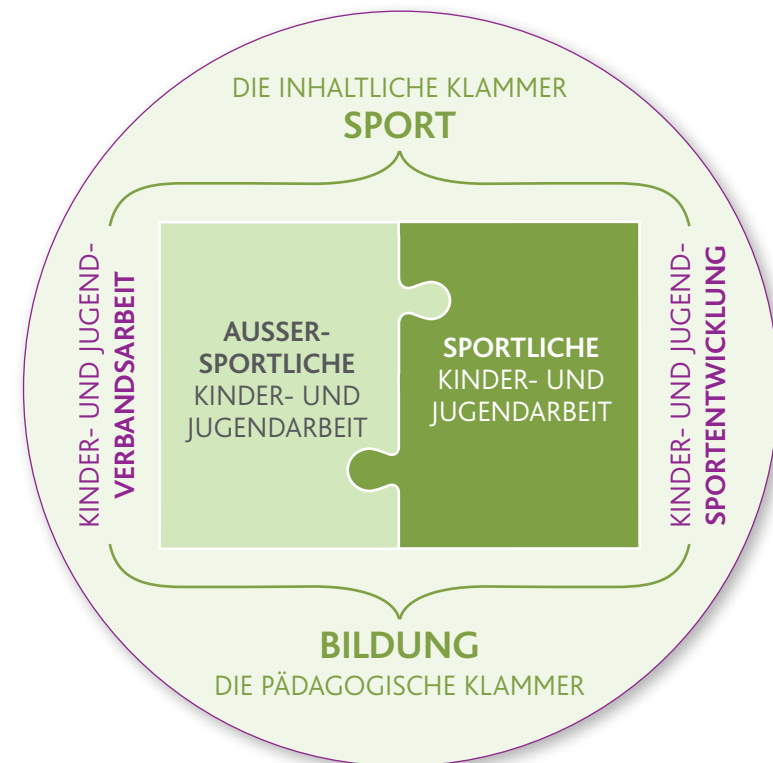 DIE INHALTLICHE KLAMMER
SPORT
KINDER- UND JUGEND-
VERBANDSARBEIT
AUSSER-
SPORTLICHE
KINDER- UND
JUGENDARBEIT
SPORTLICHE
KINDER- UND
JUGENDARBEIT
KINDER- UND JUGEND-
SPORTENTWICKLUNG
BILDUNG
DIE PÄDAGOGISCHE KLAMMER